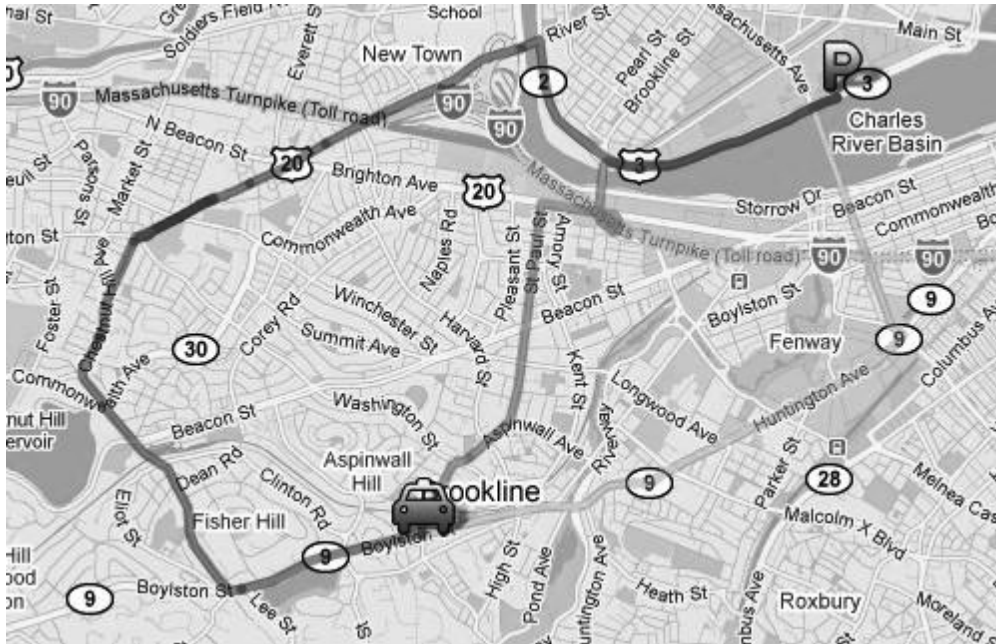 Soldiers Field
Everett St
School
New Town
River St
Massachusetts Ave
Main St
Pearl St
Brookline
P
3
2
90
90
90
Massachusetts Turnpike (Toll road)
Charles
River Basin
N Beacon St
Market St
Parsons St
20
3
Brighton Ave
20
Massachusetts Turnpike (Toll road)
Storrow Dr
Beacon St
Commonwealth
Commonwealth Ave
Naples Rd
Pleasant St
St Paul St
Amory St
90
90
Foster St
Chestnut Hill Ave
Corey Rd
Winchester St
Summit Ave
Harvard St
Beacon St
Boylston St
9
9
Fenway
Columbus Av
30
Commonwealth Ave
Kent St
Longwood Ave
Huntington Ave
Beacon St
Washington St
Aspinwall Ave
Riverway
Parker St
Dean Rd
Clinton Rd
Aspinwall
Hill
rookline
9
28
Melnea Cas
Malcolm X Blvd
Eliot St
Fisher Hill
9
Boylston
High St
Pond Ave
Heath St
Roxbury
Moreland S
9
Boylston St
Lee St